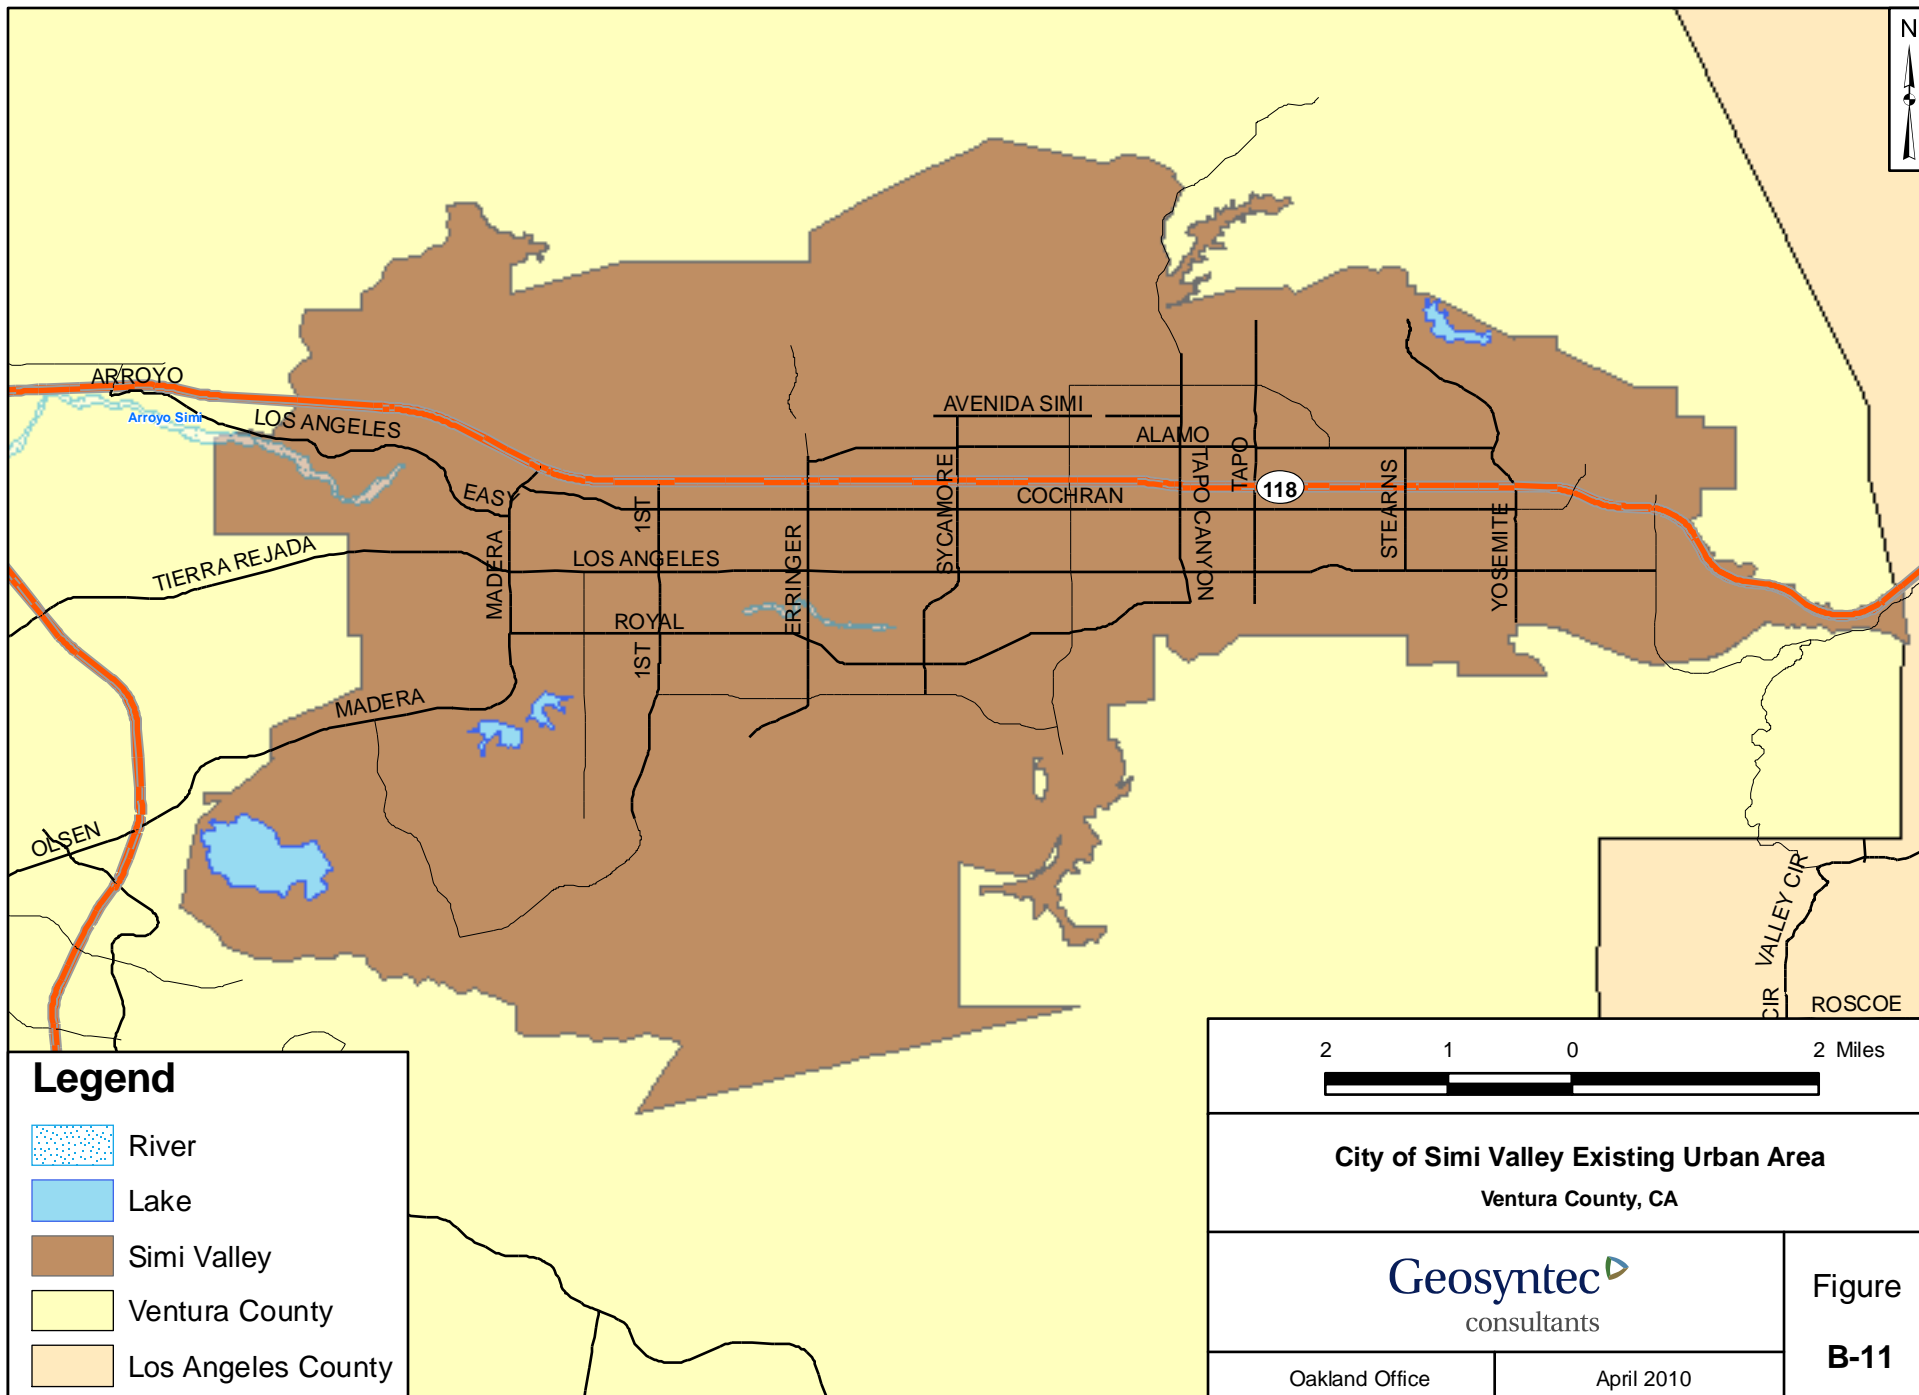 N
ARROYO
Arroyo Simi
LOS ANGELES
AVENIDA SIMI
ALAMO
TAPO
TAPO CANYON
118
EASY
COCHRAN
1ST
SYCAMORE
STEARNS
YOSEMITE
ERRINGER
MADERA
LOS ANGELES
TIERRA REJADA
ROYAL
1ST
MADERA
OLSEN
VALLEY CIR
CIR
ROSCOE
Legend
River
Lake
Simi Valley
Ventura County
Los Angeles County
2 1 0 2 Miles
City of Simi Valley Existing Urban Area
Ventura County, CA
Geosyntec
consultants
Figure
B-11
Oakland Office
April 2010